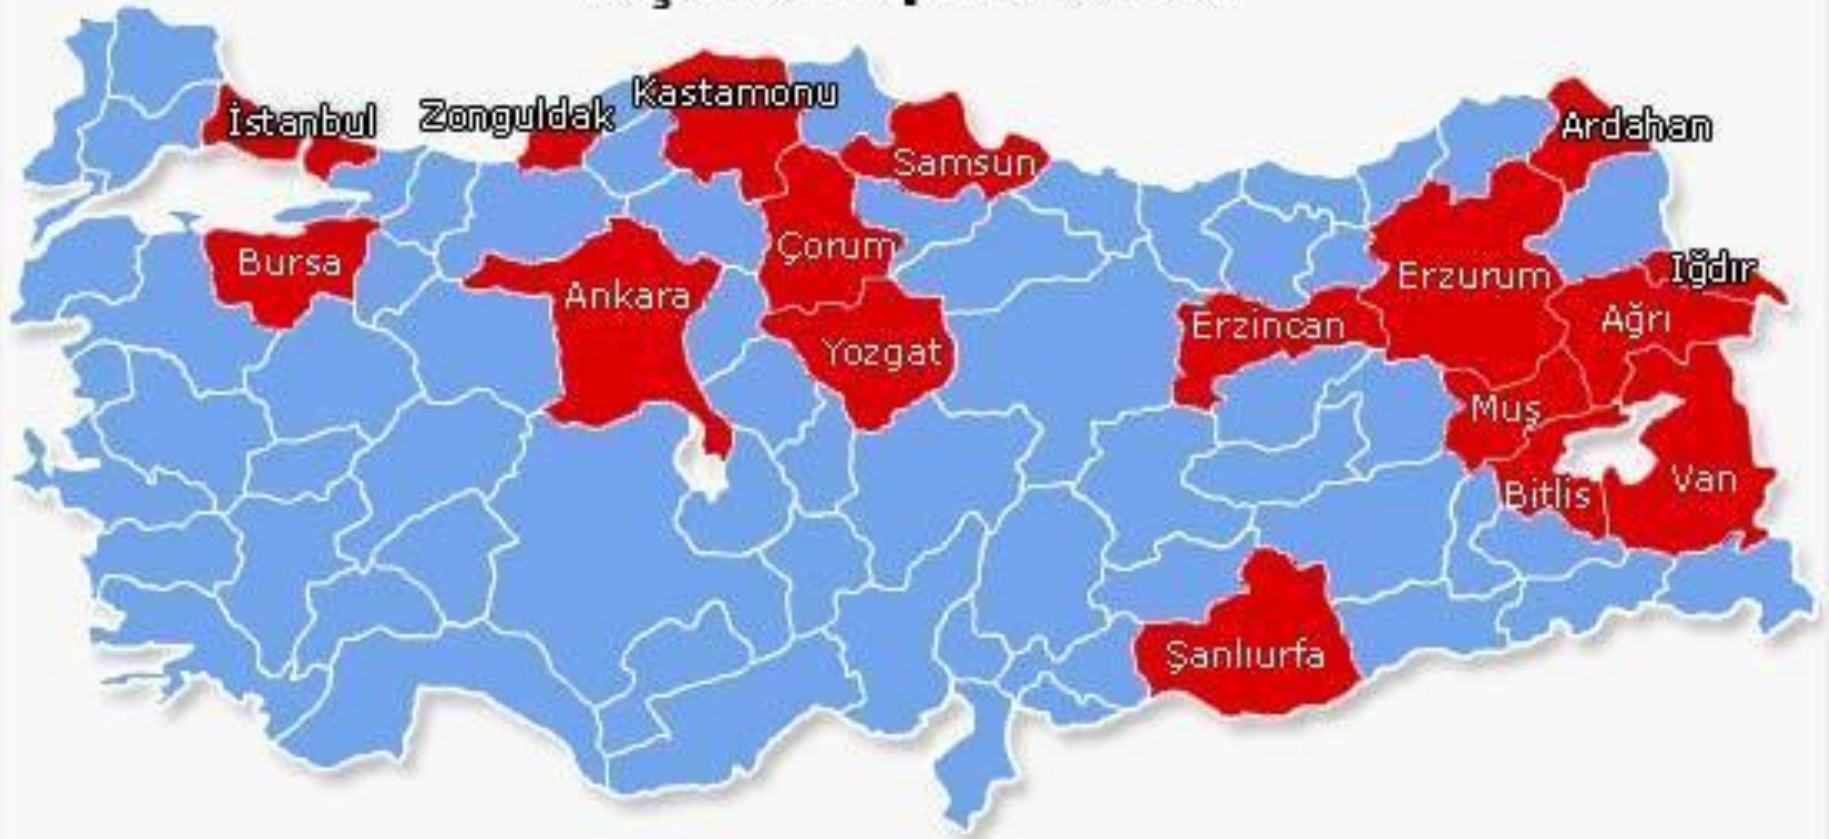 Kastamonu
İstanbul
Zonguldak
Ardahan
Samsun
Çorum
Bursa
Iğdır
Erzurum
Ankara
Ağrı
Erzincan
Yozgat
Muş
Van
Bitlis
Şanlıurfa